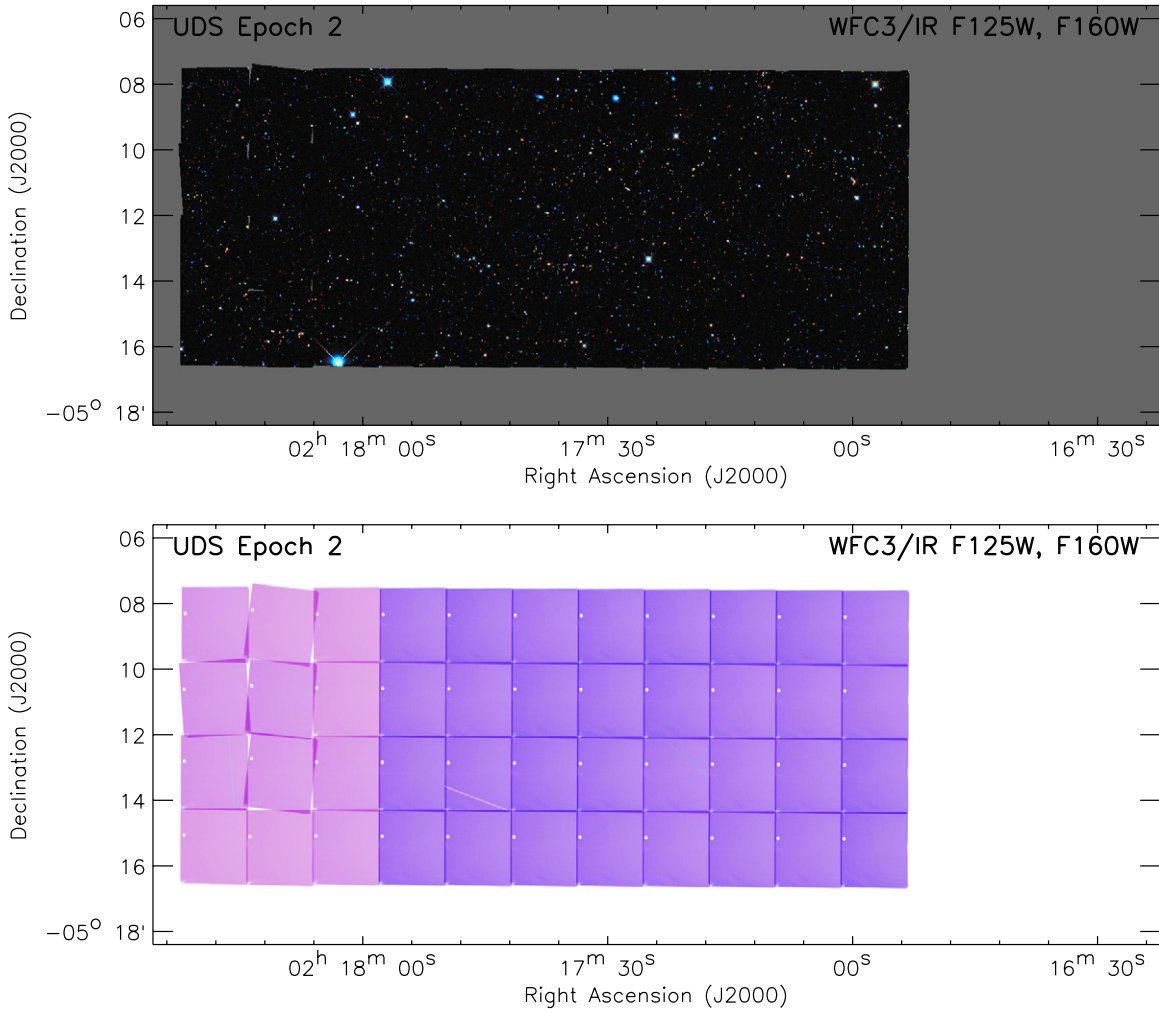 UDS Epoch 2
WFC3/IR F125W, F160W
06
08
10
12
14
16
−05° 18'
Declination (J2000)
02ʰ 18ᵐ 00ˢ
17ᵐ 30ˢ
00ˢ
16ᵐ 30ˢ
Right Ascension (J2000)
UDS Epoch 2
WFC3/IR F125W, F160W
06
08
10
12
14
16
−05° 18'
Declination (J2000)
02ʰ 18ᵐ 00ˢ
17ᵐ 30ˢ
00ˢ
16ᵐ 30ˢ
Right Ascension (J2000)